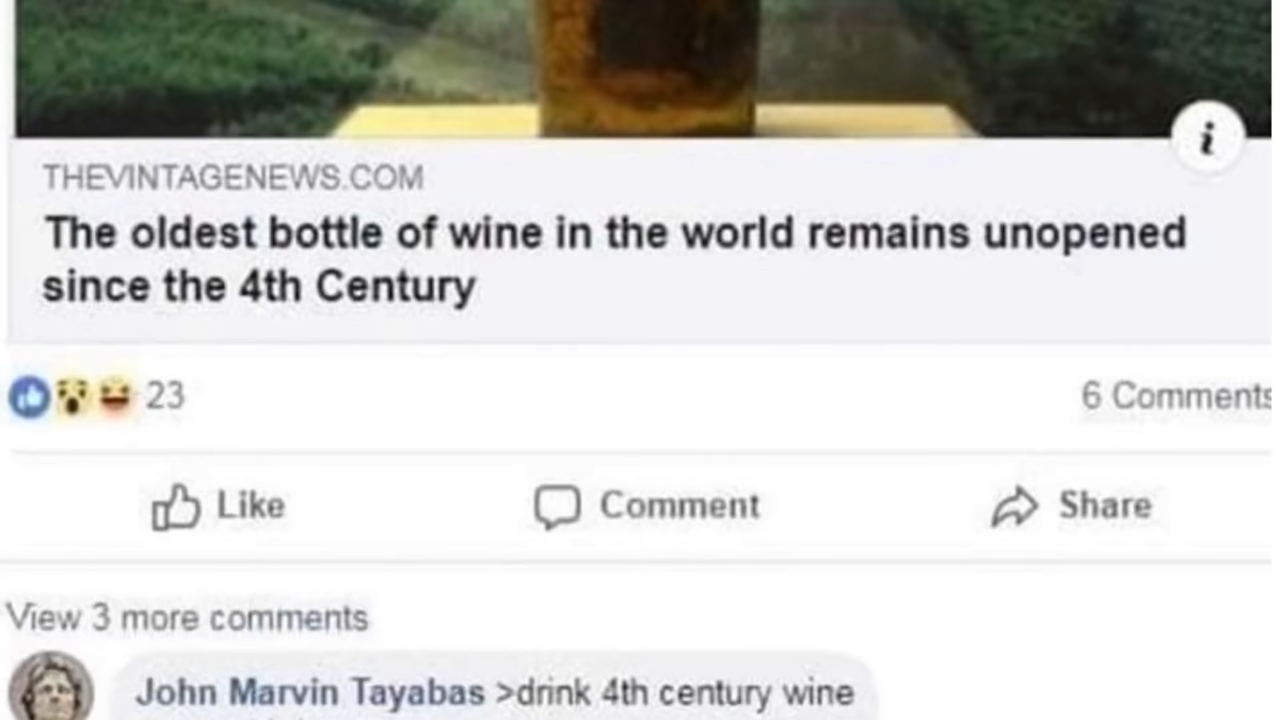 THEVINTAGENEWS.COM
The oldest bottle of wine in the world remains unopened
since the 4th Century
23
6 Comments
Like
Comment
Share
View 3 more comments
John Marvin Tayabas >drink 4th century wine